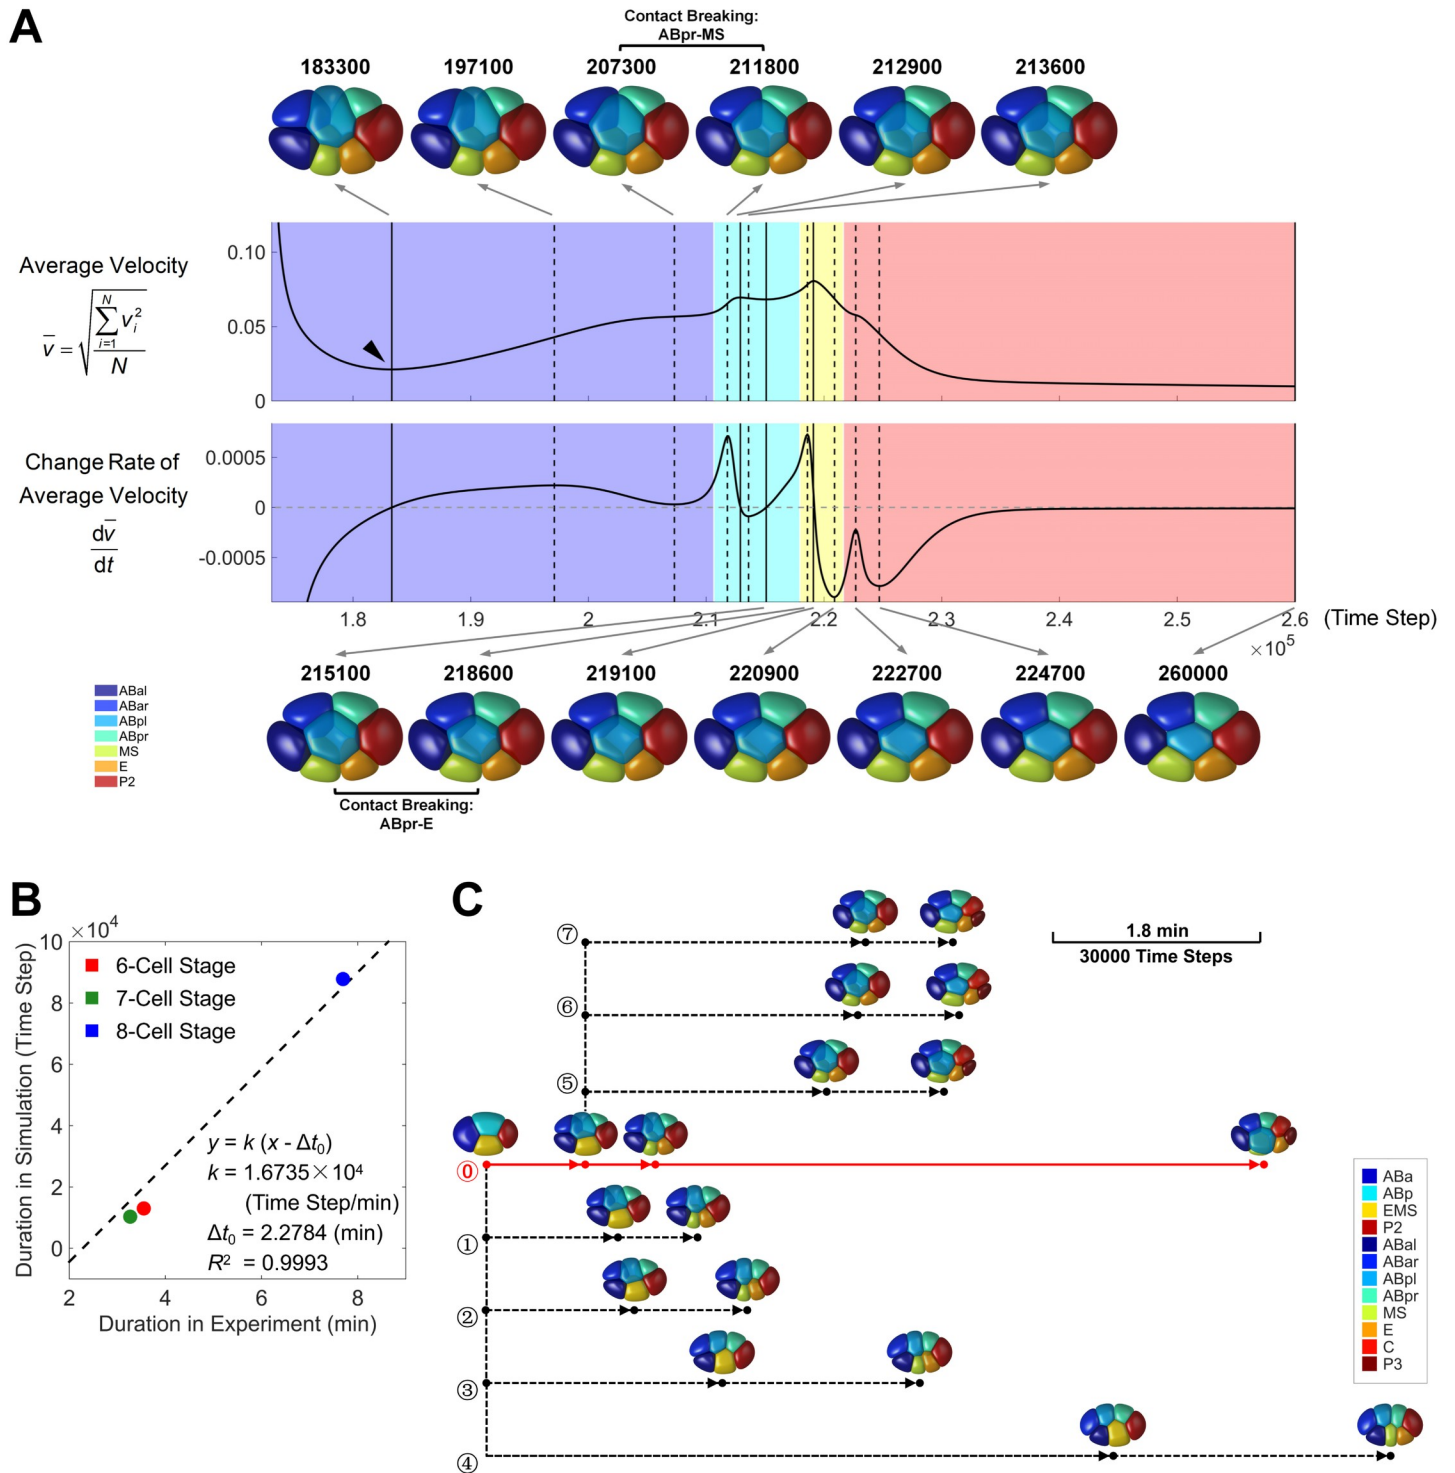 A
Contact Breaking:
ABpr-MS
183300 197100 207300 211800 212900 213600
Average Velocity
v̄ = √(∑ᵢ₌₁ᴺ vᵢ² / N)
0.10
0.05
0
Change Rate of
Average Velocity
dv̄/dt
0.0005
0
-0.0005
1.8 1.9 2 2.1 2.2 2.3 2.4 2.5 2.6 (Time Step)
×10⁵
215100 218600 219100 220900 222700 224700 260000
ABal
ABar
ABpl
ABpr
MS
E
P2
Contact Breaking:
ABpr-E
B
×10⁴
10
8
6
4
2
0
Duration in Simulation (Time Step)
6-Cell Stage
7-Cell Stage
8-Cell Stage
y = k (x - Δt₀)
k = 1.6735×10⁴
(Time Step/min)
Δt₀ = 2.2784 (min)
R² = 0.9993
2 4 6 8
Duration in Experiment (min)
C
1.8 min
30000 Time Steps
⑦
⑥
⑤
⓪
①
②
③
④
ABa
ABp
EMS
P2
ABal
ABar
ABpl
ABpr
MS
E
C
P3